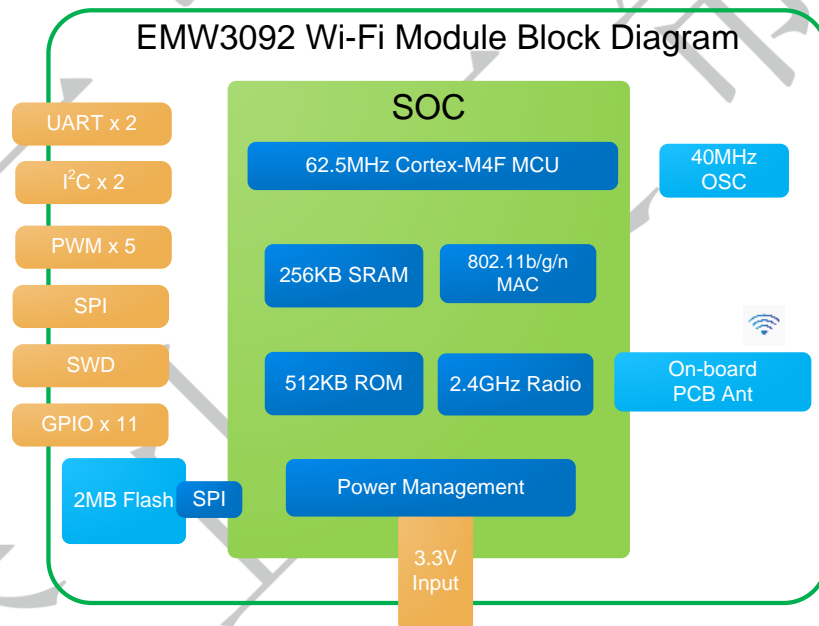 EMW3092 Wi-Fi Module Block Diagram
SOC
UART x 2
62.5MHz Cortex-M4F MCU
40MHz
OSC
I²C x 2
PWM x 5
256KB SRAM
802.11b/g/n
MAC
SPI
SWD
512KB ROM
2.4GHz Radio
On-board
PCB Ant
GPIO x 11
2MB Flash
SPI
Power Management
3.3V
Input